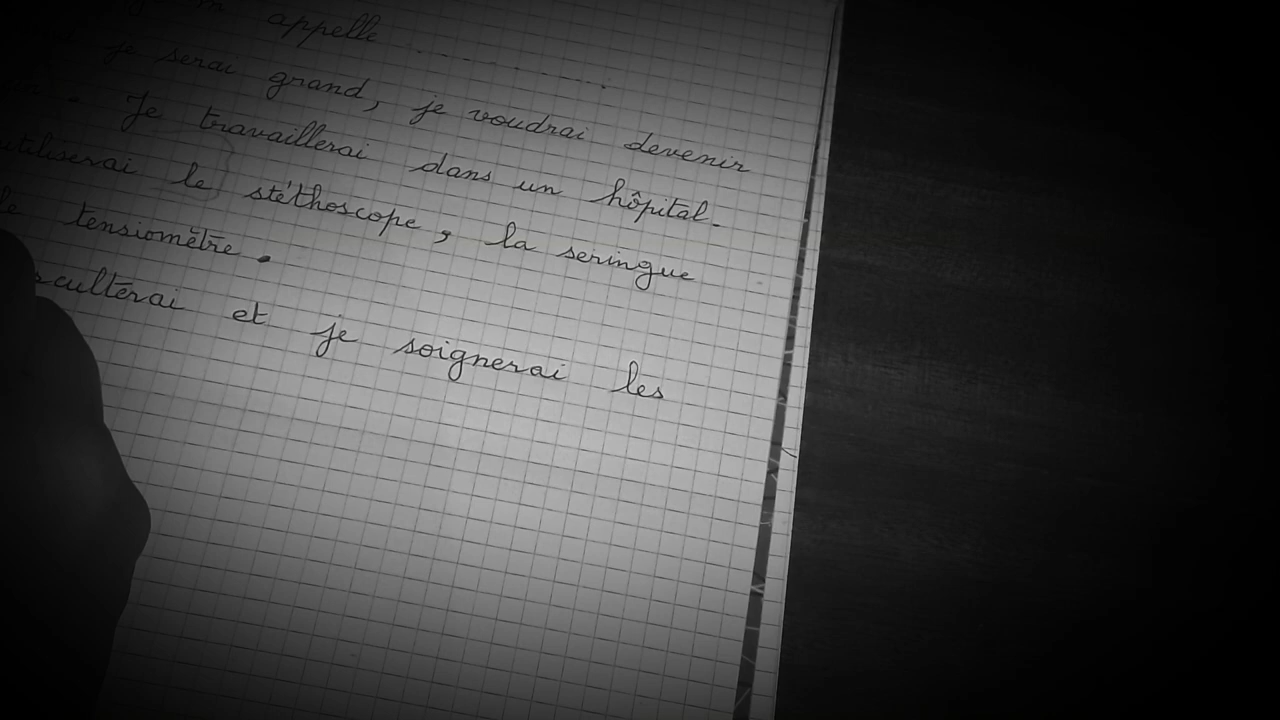 appelle ..............
je serai grand, je voudrai devenir
. Je travaillerai dans un hôpital.
utiliserai le stéthoscope, la seringue
le tensiomètre.
sculterai et je soignerai les